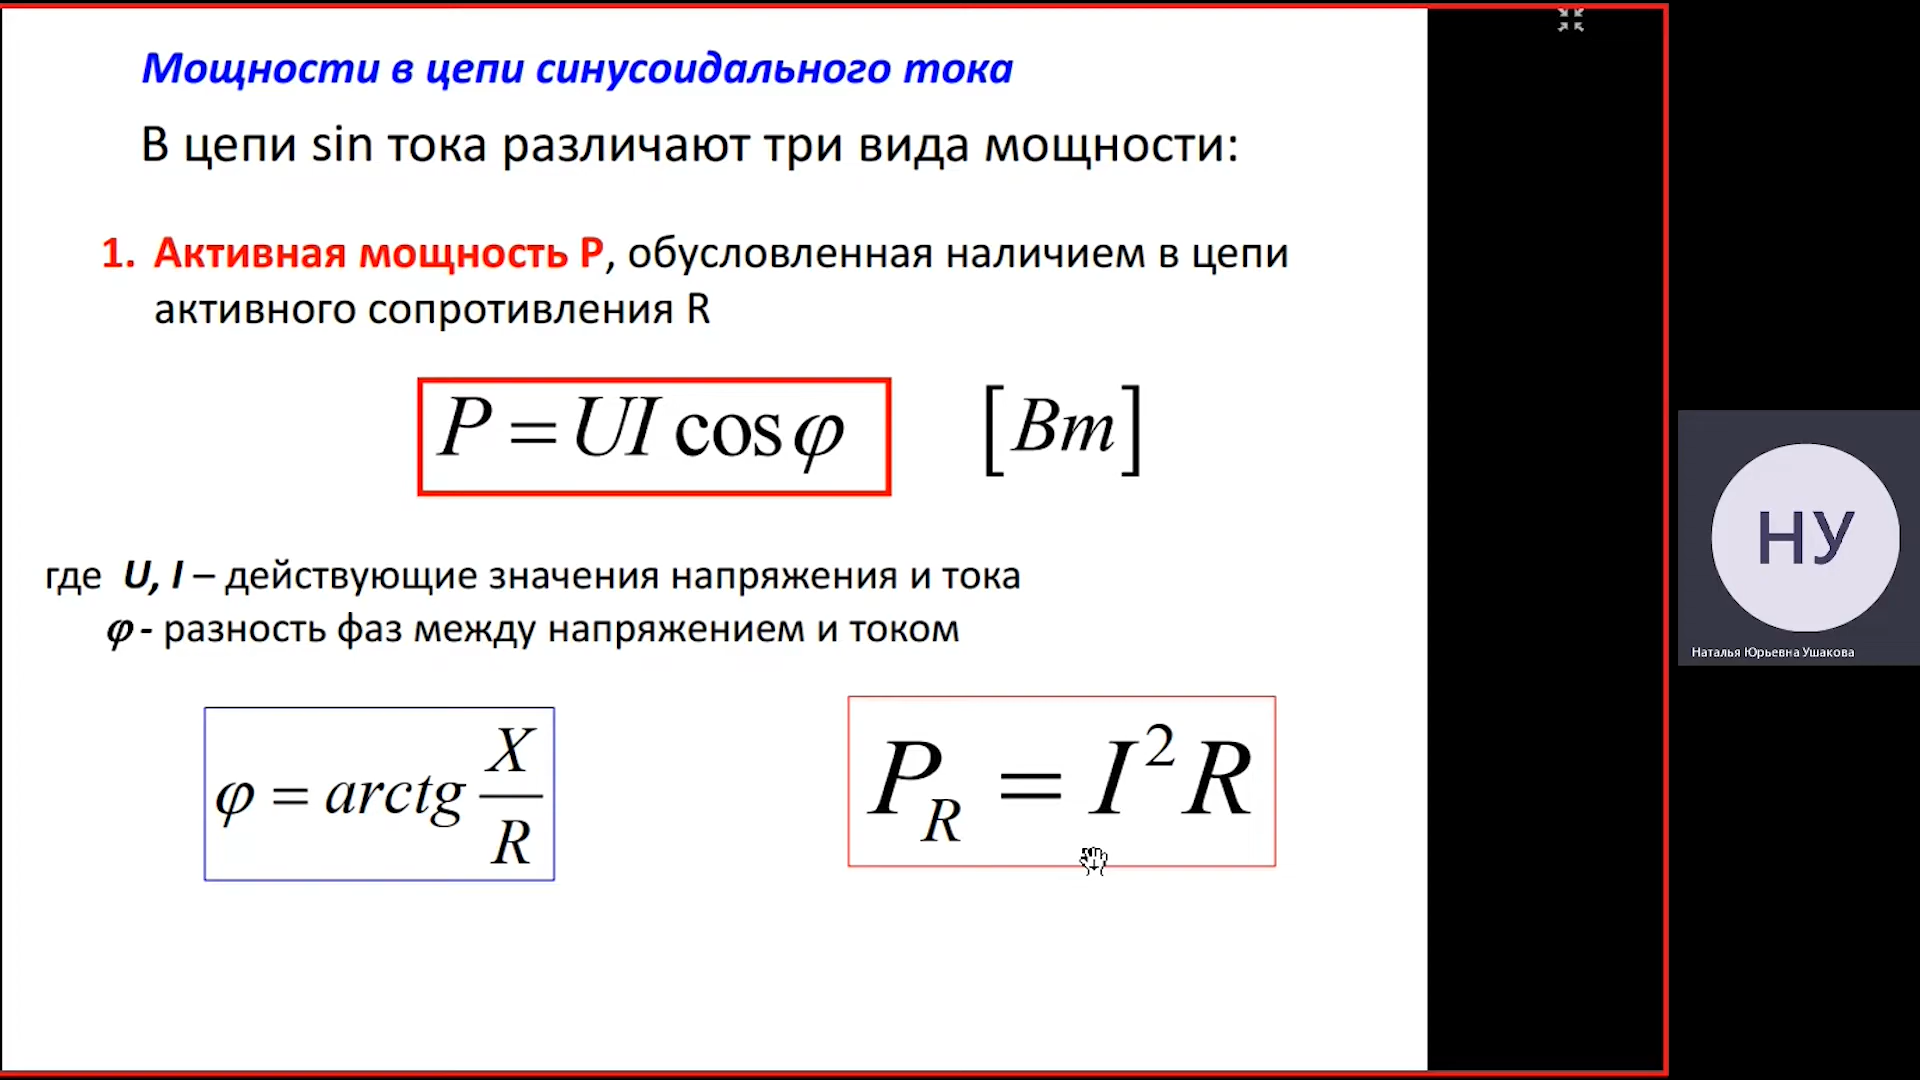 Мощности в цепи синусоидального тока
В цепи sin тока различают три вида мощности:
1. Активная мощность P, обусловленная наличием в цепи
активного сопротивления R
P = UI cos φ [Вт]
где U, I – действующие значения напряжения и тока
φ - разность фаз между напряжением и током
φ = arctg X/R
P_R = I² R
НУ
Наталья Юрьевна Ушакова